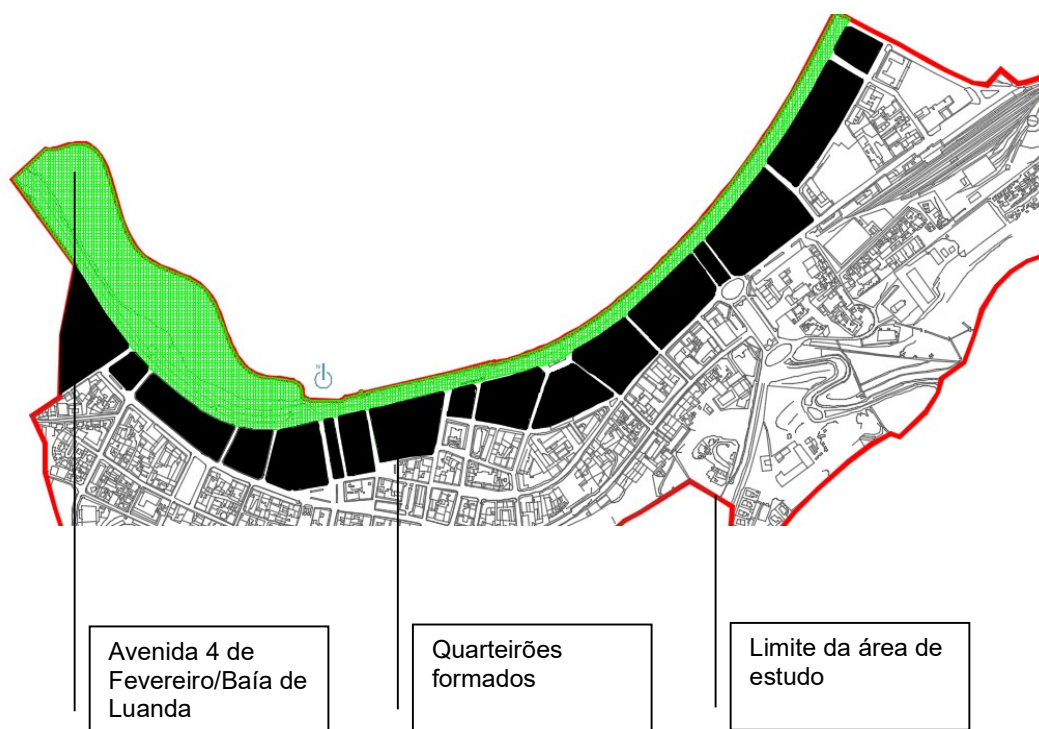 N
Avenida 4 de
Fevereiro/Baía de
Luanda
Quarteirões
formados
Limite da área de
estudo